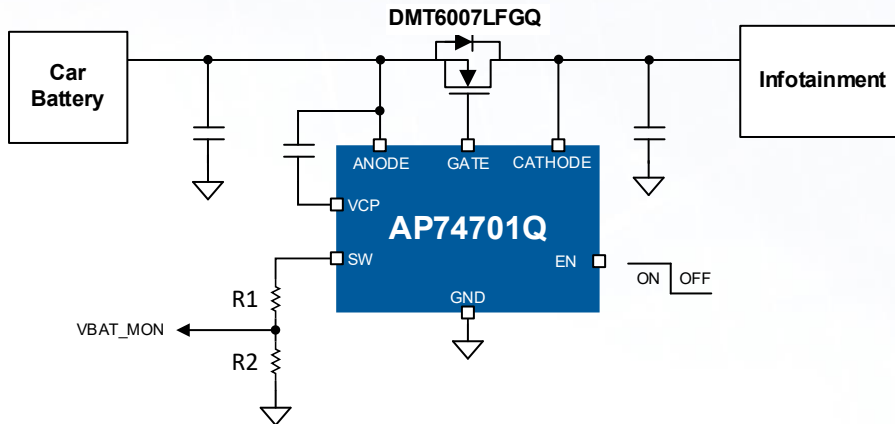 DMT6007LFGQ
Car
Battery
Infotainment
ANODE
GATE
CATHODE
VCP
AP74701Q
SW
EN
ON
OFF
R1
GND
VBAT_MON
R2